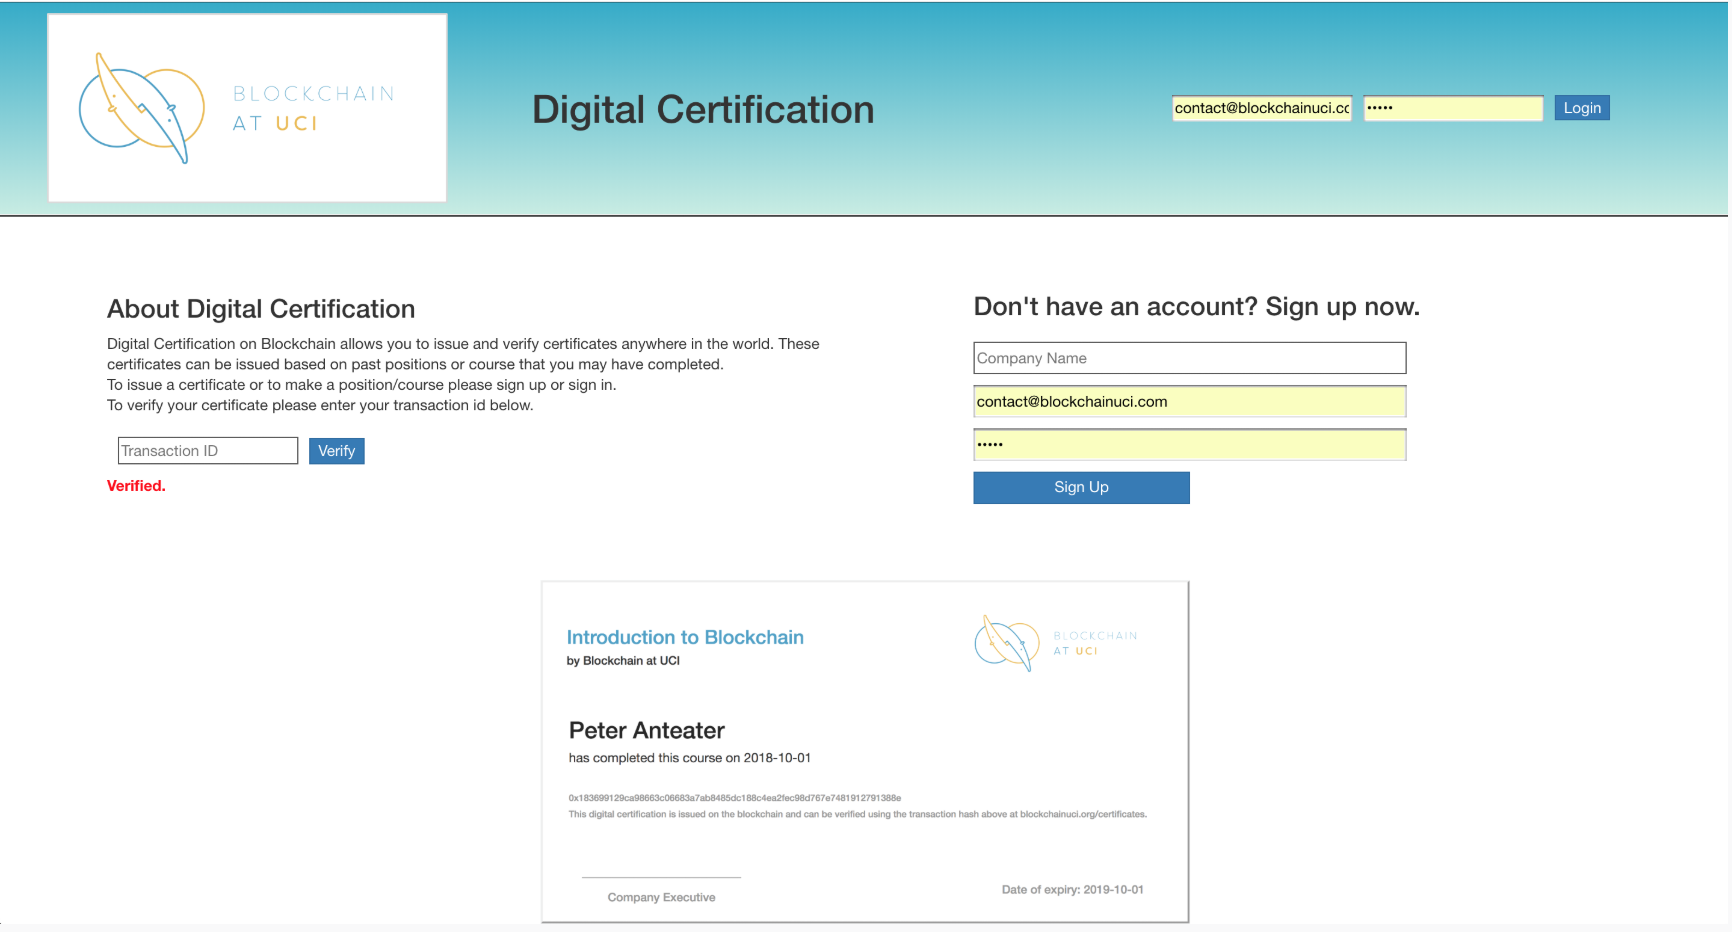 BLOCKCHAIN
AT UCI
Digital Certification
contact@blockchainuci.cc
•••••
Login
About Digital Certification
Digital Certification on Blockchain allows you to issue and verify certificates anywhere in the world. These
certificates can be issued based on past positions or course that you may have completed.
To issue a certificate or to make a position/course please sign up or sign in.
To verify your certificate please enter your transaction id below.
Transaction ID
Verify
Verified.
Don't have an account? Sign up now.
Company Name
contact@blockchainuci.com
•••••
Sign Up
Introduction to Blockchain
by Blockchain at UCI
BLOCKCHAIN
AT UCI
Peter Anteater
has completed this course on 2018-10-01
0x183699129ca98663c06683a7ab8485dc188c4ea2fec98d767e7481912791388e
This digital certification is issued on the blockchain and can be verified using the transaction hash above at blockchainuci.org/certificates.
Company Executive
Date of expiry: 2019-10-01